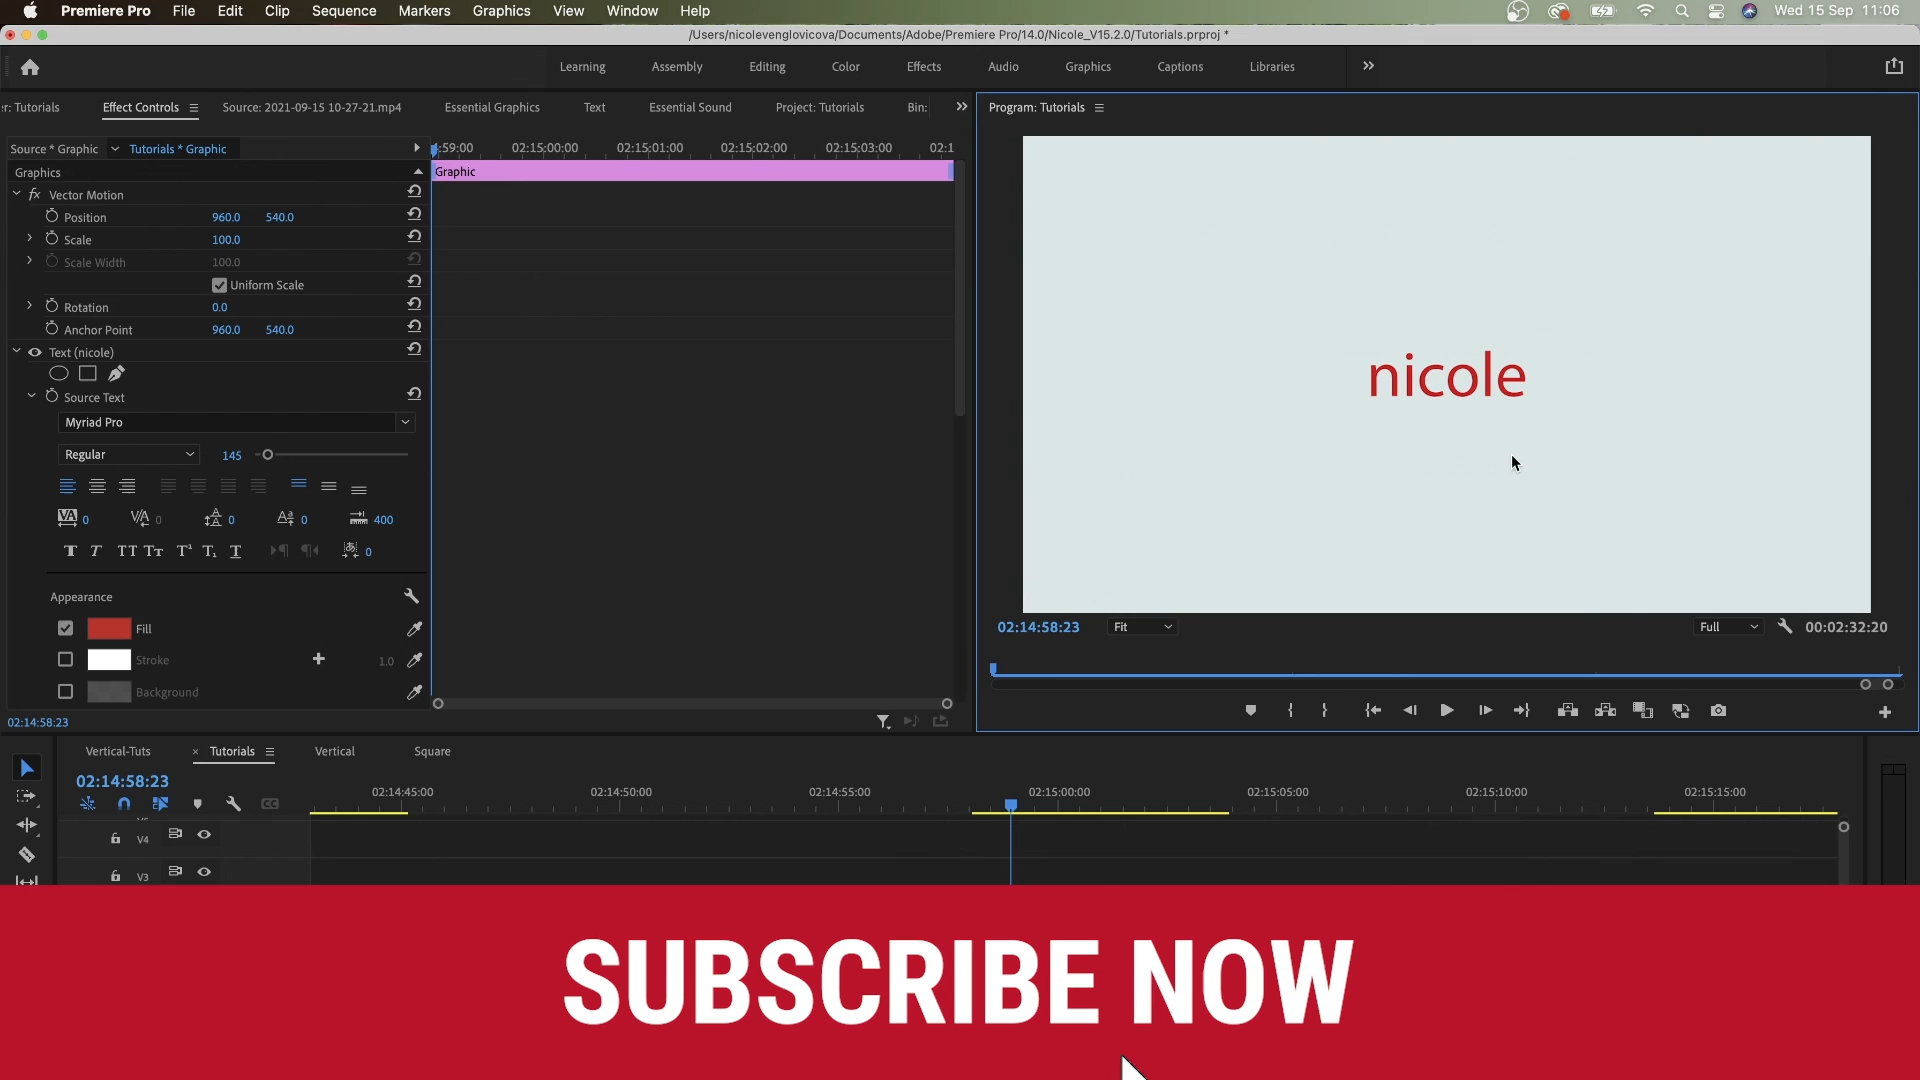 Premiere Pro File Edit Clip Sequence Markers Graphics View Window Help Wed 15 Sep 11:06
/Users/nicolevenglovicova/Documents/Adobe/Premiere Pro/14.0/Nicole_V15.2.0/Tutorials.prproj *
Learning Assembly Editing Color Effects Audio Graphics Captions Libraries
r: Tutorials Effect Controls Source: 2021-09-15 10-27-21.mp4 Essential Graphics Text Essential Sound Project: Tutorials Bin:
Program: Tutorials
Source * Graphic Tutorials * Graphic
:59:00 02:15:00:00 02:15:01:00 02:15:02:00 02:15:03:00 02:1
Graphics
Graphic
fx Vector Motion
Position 960.0 540.0
Scale 100.0
Scale Width 100.0
Uniform Scale
Rotation 0.0
Anchor Point 960.0 540.0
Text (nicole)
Source Text
Myriad Pro
Regular 145
0 0 0 0 400
0
Appearance
Fill
Stroke 1.0
Background
02:14:58:23
nicole
02:14:58:23 Fit Full 00:02:32:20
Vertical-Tuts Tutorials Vertical Square
02:14:58:23
02:14:45:00 02:14:50:00 02:14:55:00 02:15:00:00 02:15:05:00 02:15:10:00 02:15:15:00
V4
V3
SUBSCRIBE NOW